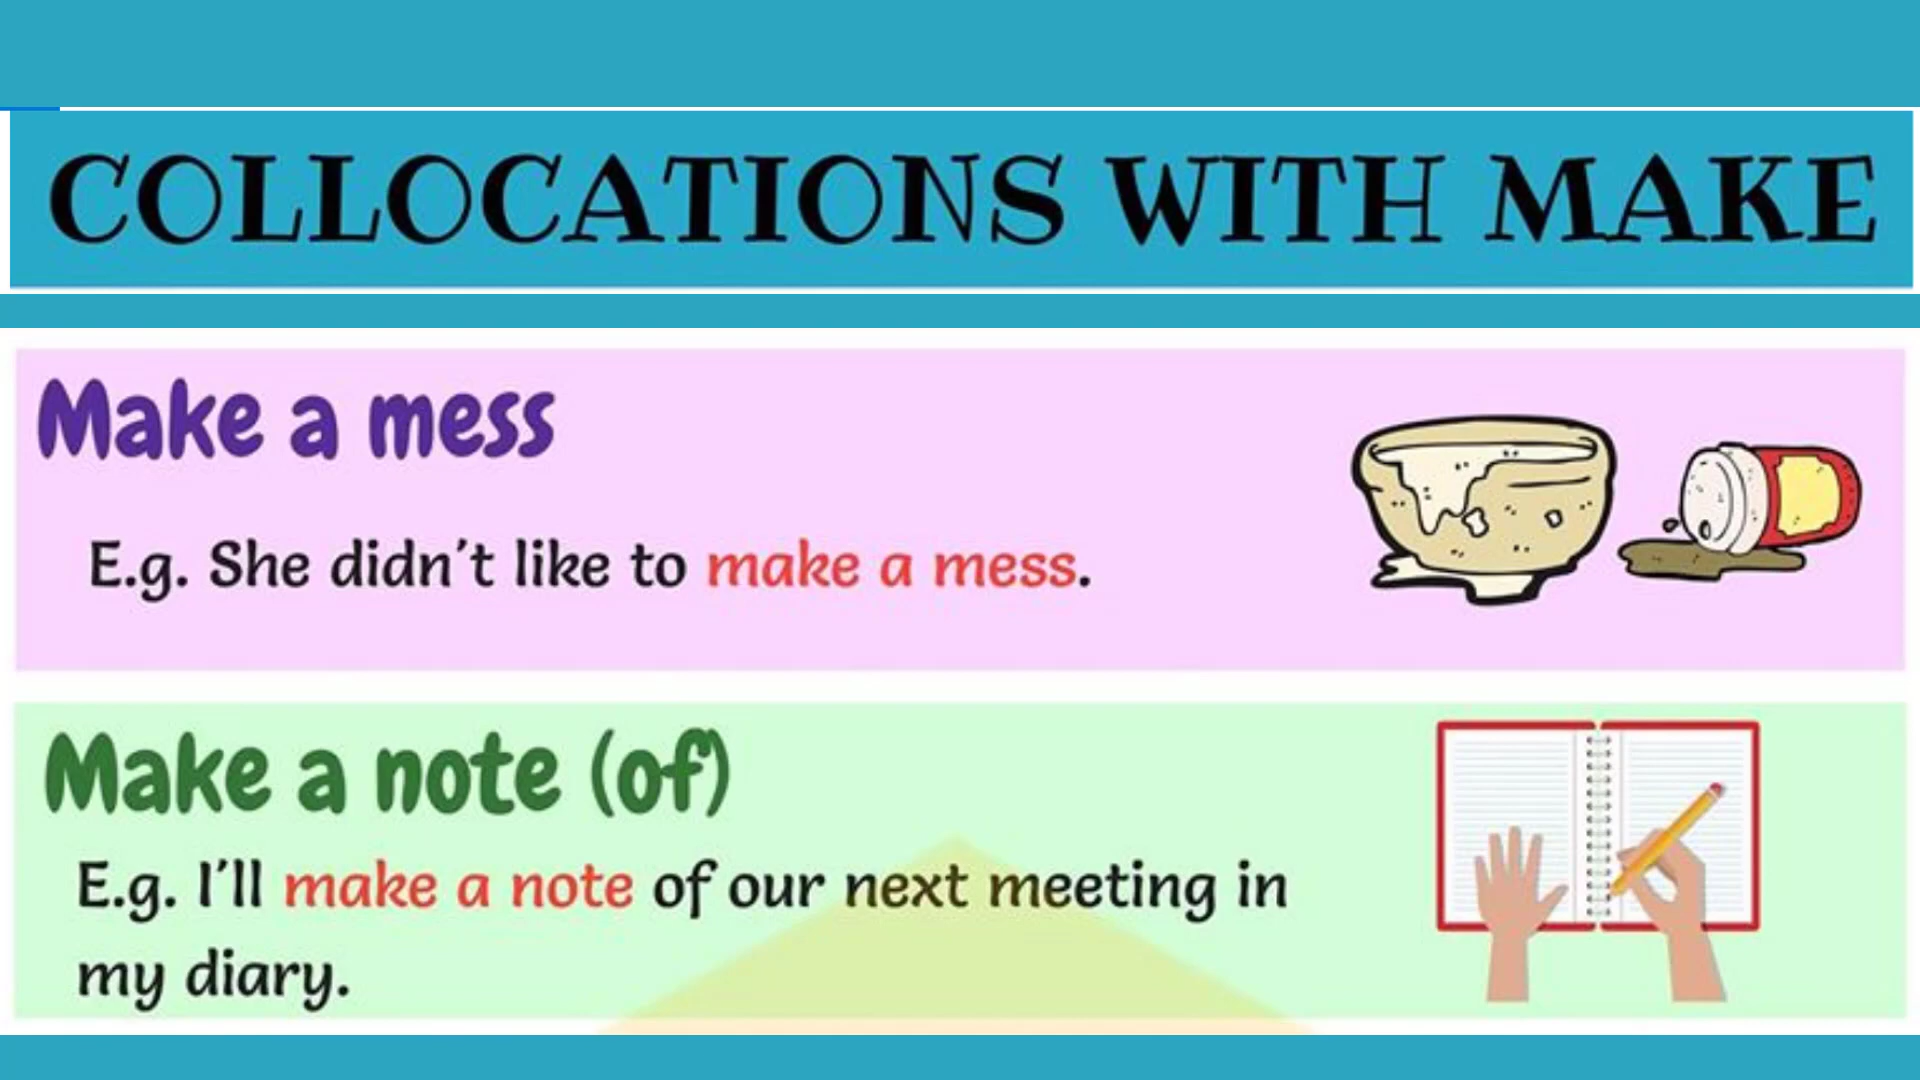 COLLOCATIONS WITH MAKE
Make a mess
E.g. She didn't like to make a mess.
Make a note (of)
E.g. I'll make a note of our next meeting in
my diary.